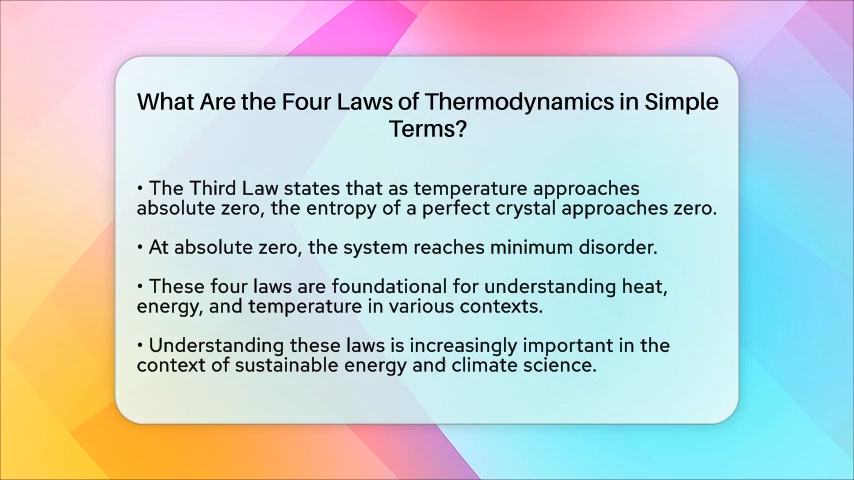 What Are the Four Laws of Thermodynamics in Simple
Terms?
• The Third Law states that as temperature approaches
absolute zero, the entropy of a perfect crystal approaches zero.
• At absolute zero, the system reaches minimum disorder.
• These four laws are foundational for understanding heat,
energy, and temperature in various contexts.
• Understanding these laws is increasingly important in the
context of sustainable energy and climate science.